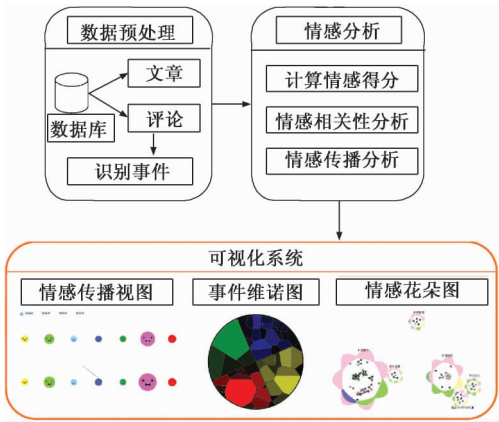 数据预处理
文章
数据库
评论
识别事件
情感分析
计算情感得分
情感相关性分析
情感传播分析
可视化系统
情感传播视图
事件维诺图
情感花朵图